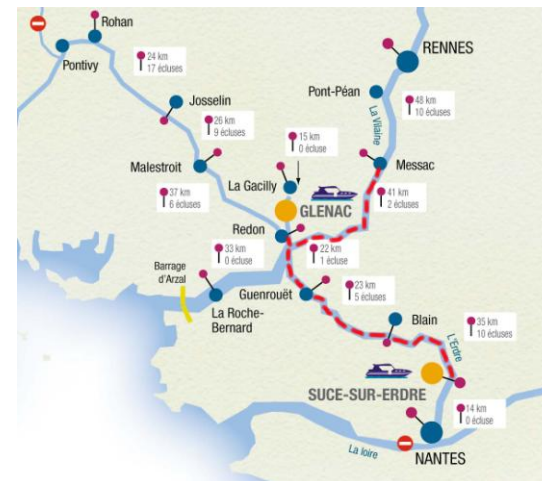 Rohan
RENNES
Pontivy
24 km
17 écluses
Pont-Péan
Josselin
La Vilaine
48 km
10 écluses
26 km
9 écluses
15 km
0 écluse
Malestroit
Messac
La Gacilly
37 km
6 écluses
41 km
2 écluses
GLENAC
Redon
33 km
0 écluse
22 km
1 écluse
Barrage
d'Arzal
23 km
5 écluses
Guenrouët
La Roche-
Bernard
Blain
35 km
10 écluses
L'Erdre
SUCE-SUR-ERDRE
14 km
0 écluse
La loire
NANTES